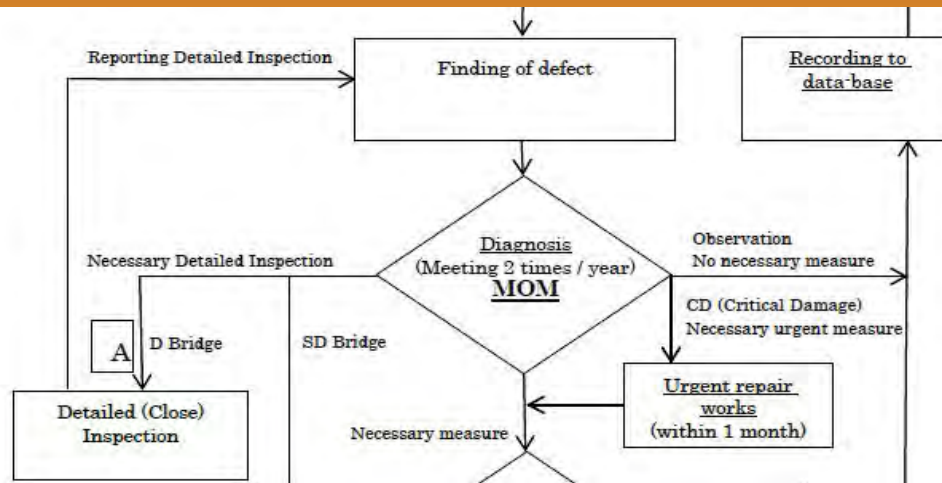 Reporting Detailed Inspection
Finding of defect
Recording to
data-base
Diagnosis
(Meeting 2 times / year)
MOM
Observation
No necessary measure
Necessary Detailed Inspection
CD (Critical Damage)
Necessary urgent measure
A
D Bridge
SD Bridge
Detailed (Close)
Inspection
Urgent repair
works
(within 1 month)
Necessary measure